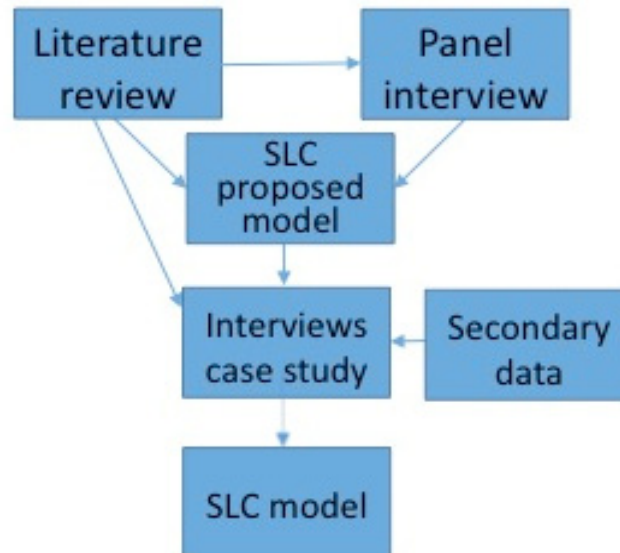 Literature
review
Panel
interview
SLC
proposed
model
Interviews
case study
Secondary
data
SLC model